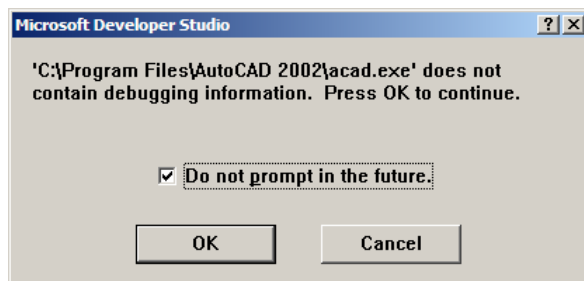 Microsoft Developer Studio
'C:\Program Files\AutoCAD 2002\acad.exe' does not
contain debugging information.  Press OK to continue.
Do not prompt in the future.
OK
Cancel